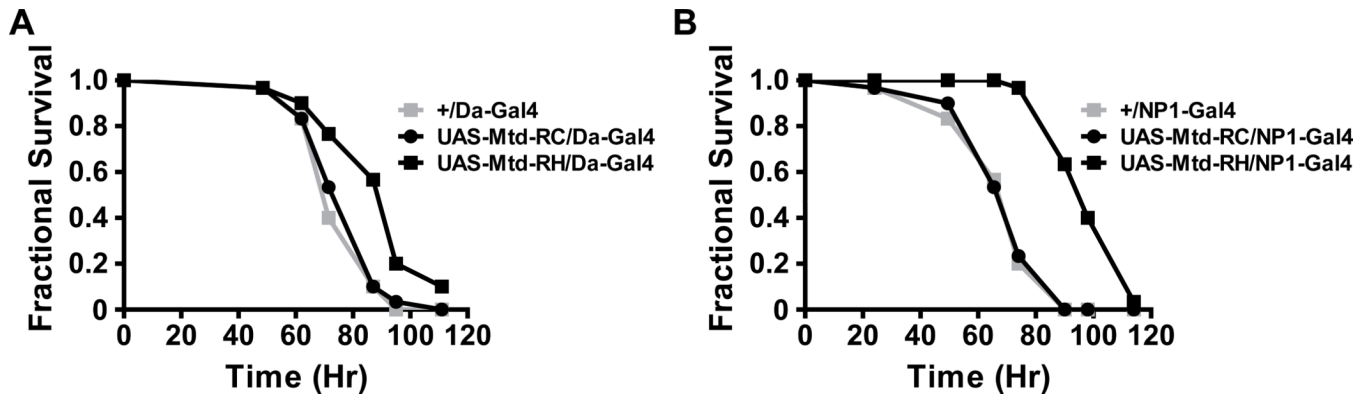 A
Fractional Survival
1.0
0.8
0.6
0.4
0.2
0
0 20 40 60 80 100 120
Time (Hr)
+/Da-Gal4
UAS-Mtd-RC/Da-Gal4
UAS-Mtd-RH/Da-Gal4
B
Fractional Survival
1.0
0.8
0.6
0.4
0.2
0
0 20 40 60 80 100 120
Time (Hr)
+/NP1-Gal4
UAS-Mtd-RC/NP1-Gal4
UAS-Mtd-RH/NP1-Gal4